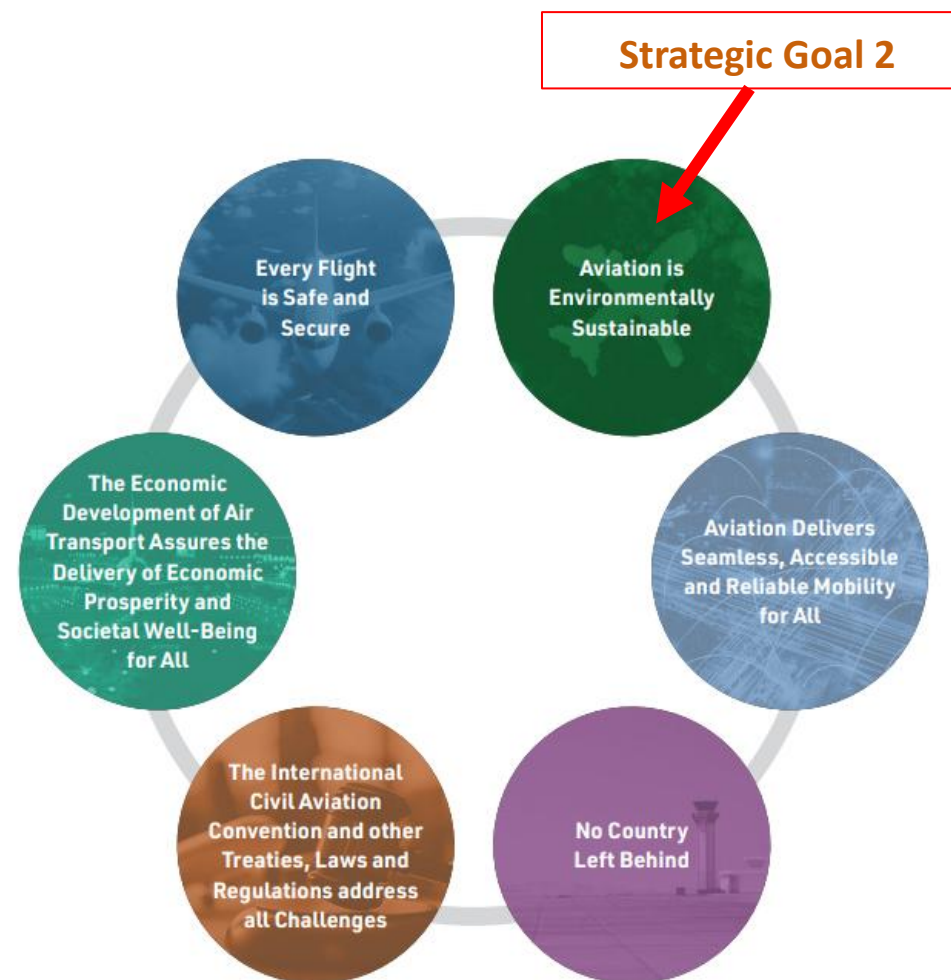 Strategic Goal 2
Every Flight
is Safe and
Secure
Aviation is
Environmentally
Sustainable
The Economic
Development of Air
Transport Assures the
Delivery of Economic
Prosperity and
Societal Well-Being
for All
Aviation Delivers
Seamless, Accessible
and Reliable Mobility
for All
The International
Civil Aviation
Convention and other
Treaties, Laws and
Regulations address
all Challenges
No Country
Left Behind